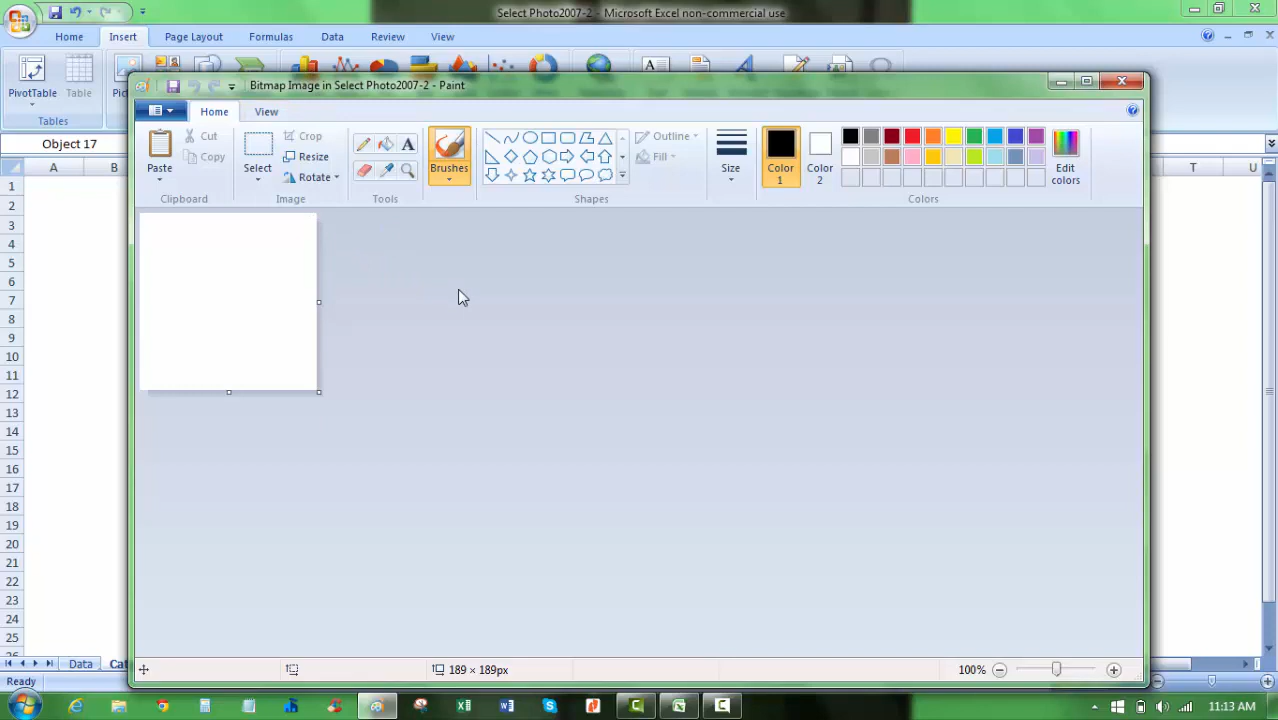 Select Photo2007-2 - Microsoft Excel non-commercial use
Home Insert Page Layout Formulas Data Review View
PivotTable Table
Tables
Object 17
A B T U
Bitmap Image in Select Photo2007-2 - Paint
Home View
Paste Cut Copy
Clipboard
Select Crop Resize Rotate
Image
A
Tools
Brushes
Outline Fill
Shapes
Size
Color 1 Color 2 Edit colors
Colors
1
2
3
4
5
6
7
8
9
10
11
12
13
14
15
16
17
18
19
20
21
22
23
24
25
Data Cat
189 × 189px 100%
Ready
11:13 AM